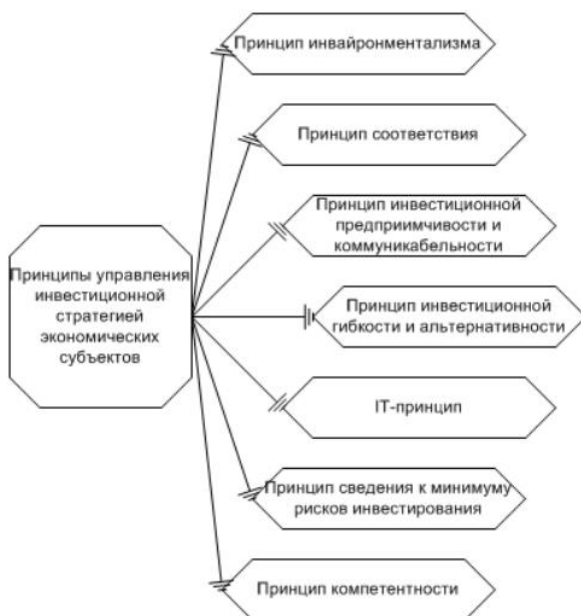 Принцип инвайронментализма
Принцип соответствия
Принцип инвестиционной
предприимчивости и
коммуникабельности
Принципы управления
инвестиционной
стратегией
экономических
субъектов
Принцип инвестиционной
гибкости и альтернативности
IT-принцип
Принцип сведения к минимуму
рисков инвестирования
Принцип компетентности